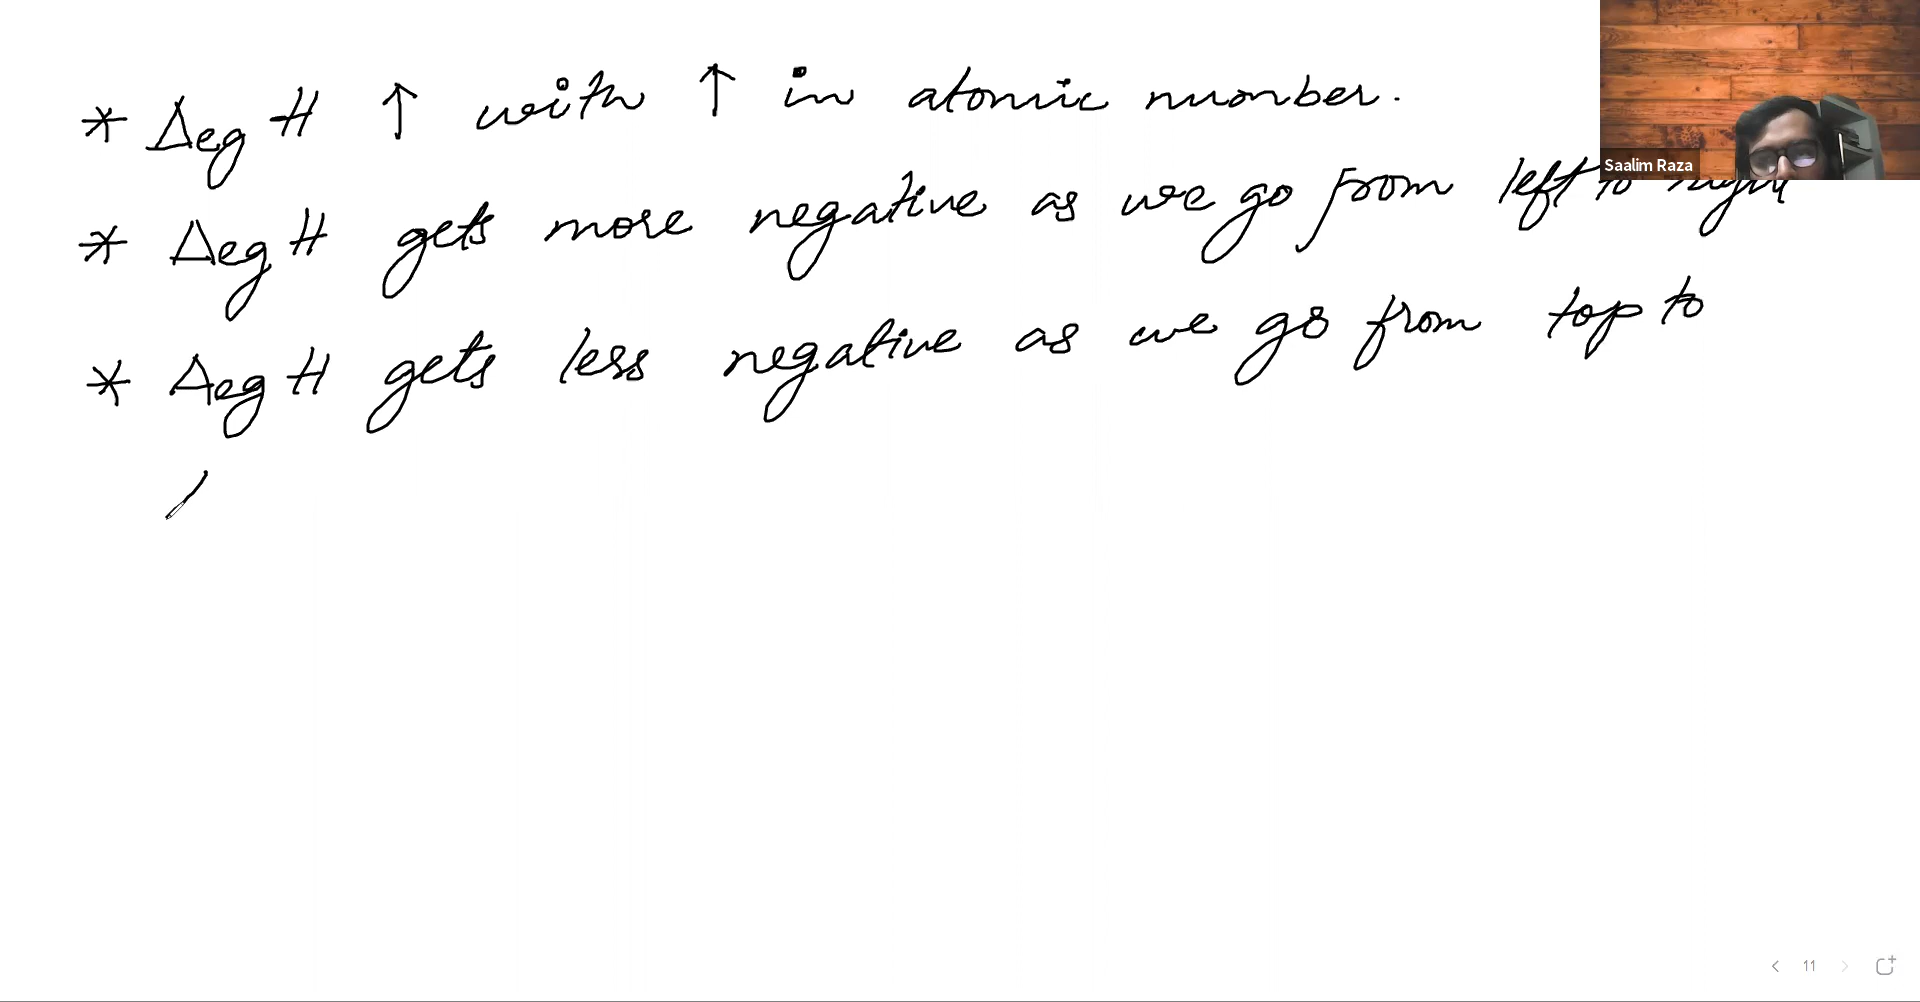 * ΔegH ↑ with ↑ in atomic number.
Saalim Raza
* ΔegH gets more negative as we go from left to right
* ΔegH gets less negative as we go from top to
11